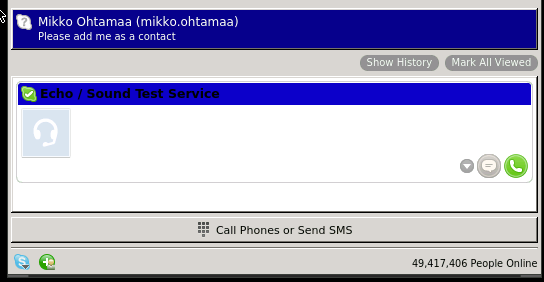 Mikko Ohtamaa (mikko.ohtamaa)
Please add me as a contact
Show History Mark All Viewed
Echo / Sound Test Service
Call Phones or Send SMS
49,417,406 People Online